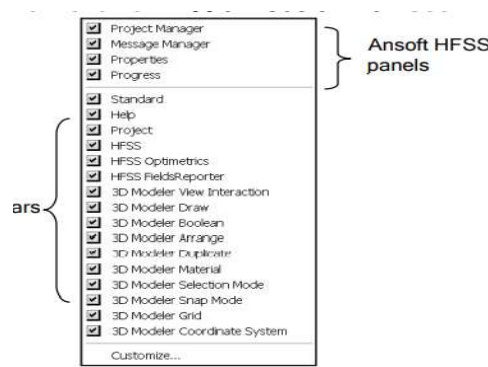 Project Manager
Message Manager
Properties
Progress
Ansoft HFSS
panels
Standard
Help
Project
HFSS
HFSS Optimetrics
HFSS FieldsReporter
3D Modeler View Interaction
3D Modeler Draw
ars
3D Modeler Boolean
3D Modeler Arrange
3D Modeler Duplicate
3D Modeler Material
3D Modeler Selection Mode
3D Modeler Snap Mode
3D Modeler Grid
3D Modeler Coordinate System
Customize...